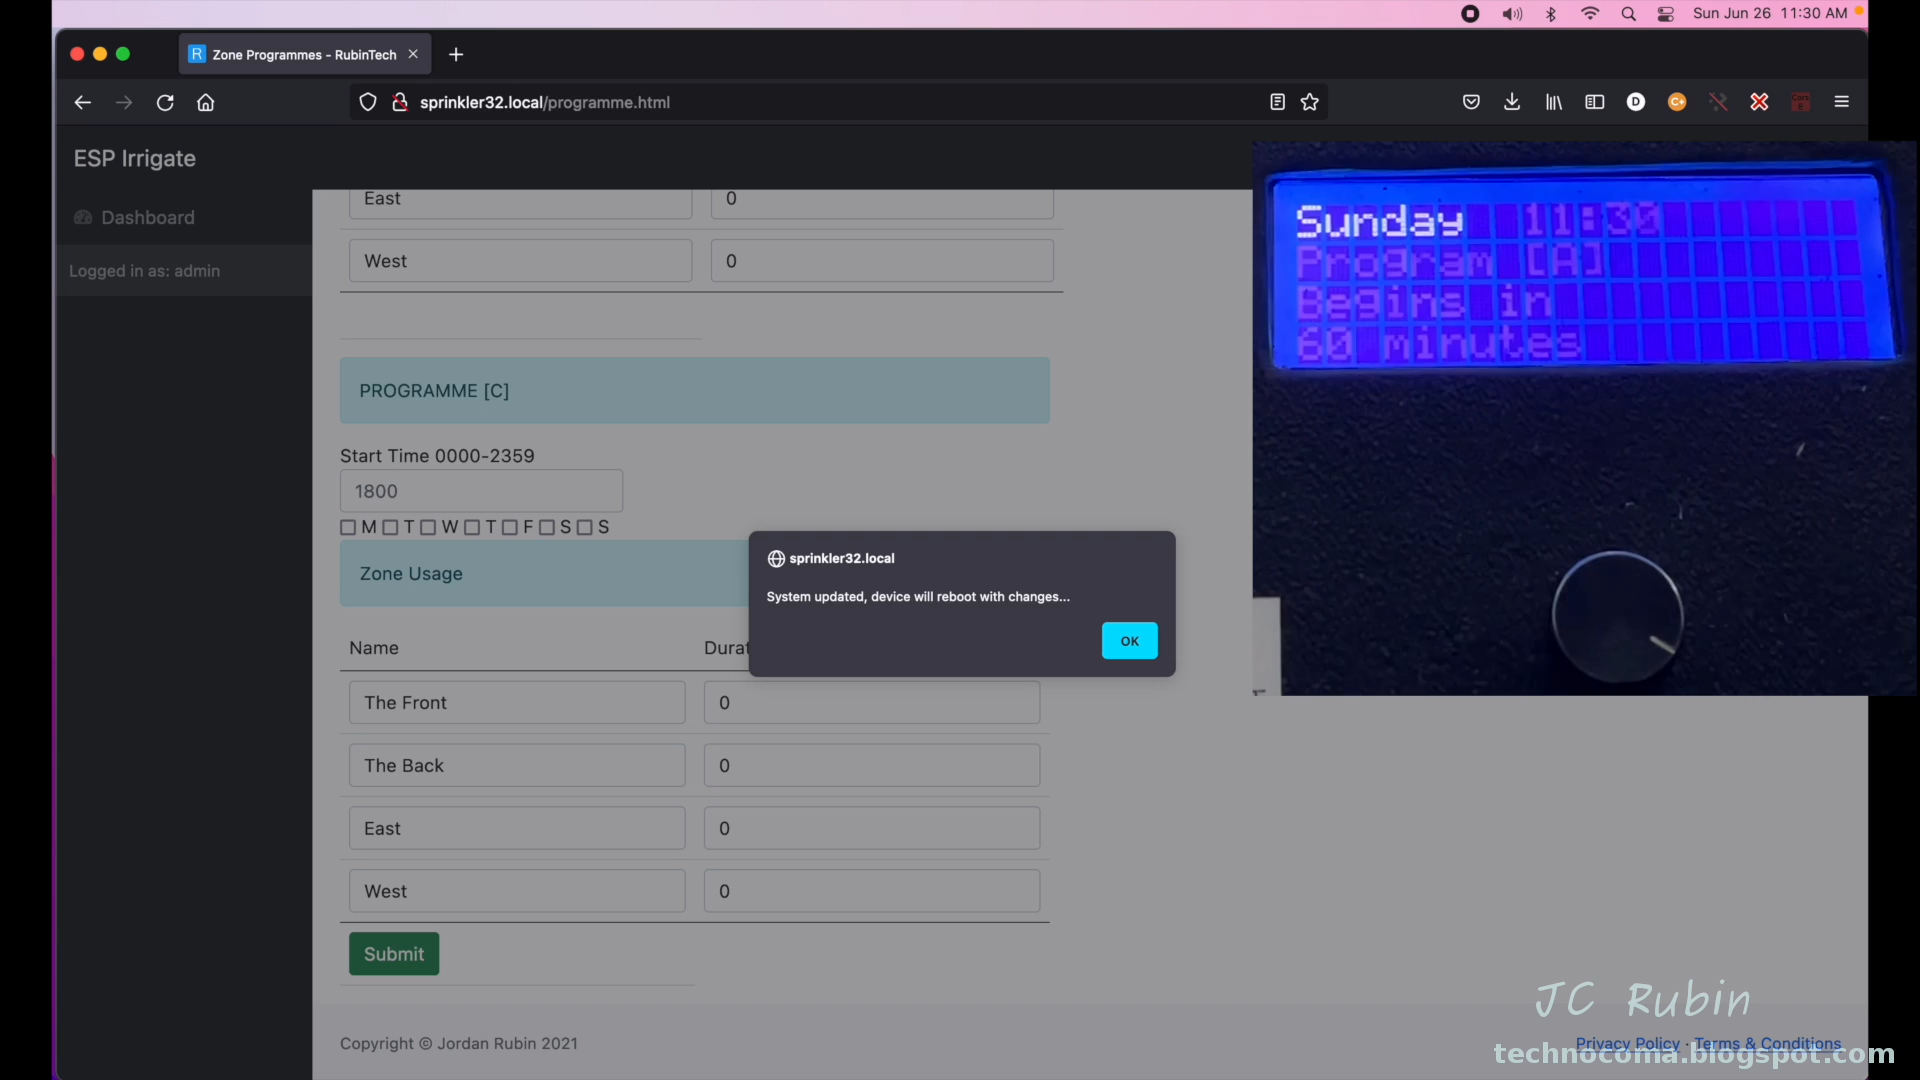 Sun Jun 26 11:30 AM
Zone Programmes - RubinTech
sprinkler32.local/programme.html
ESP Irrigate
Dashboard
Logged in as: admin
East 0
West 0
PROGRAMME [C]
Start Time 0000-2359
1800
M T W T F S S
Zone Usage
Name Durat
The Front 0
The Back 0
East 0
West 0
Submit
sprinkler32.local
System updated, device will reboot with changes...
OK
Sunday 11:30
Program [A]
Begins in
60 minutes
JC Rubin
Copyright © Jordan Rubin 2021
Privacy Policy · Terms & Conditions
technocoma.blogspot.com